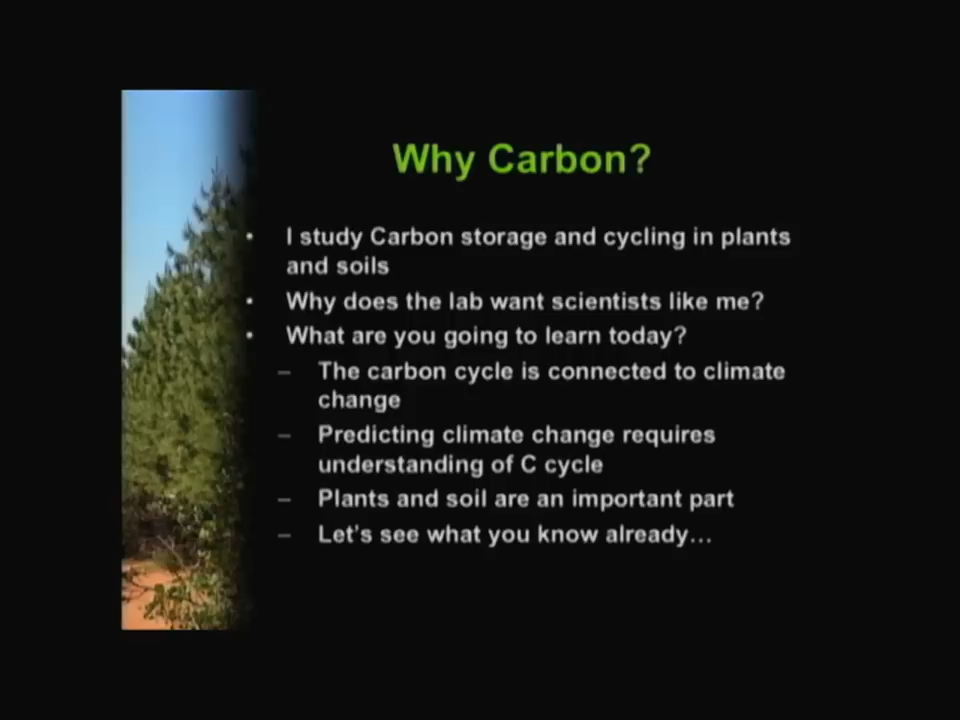 Why Carbon?
• I study Carbon storage and cycling in plants
and soils
• Why does the lab want scientists like me?
• What are you going to learn today?
– The carbon cycle is connected to climate
change
– Predicting climate change requires
understanding of C cycle
– Plants and soil are an important part
– Let's see what you know already…